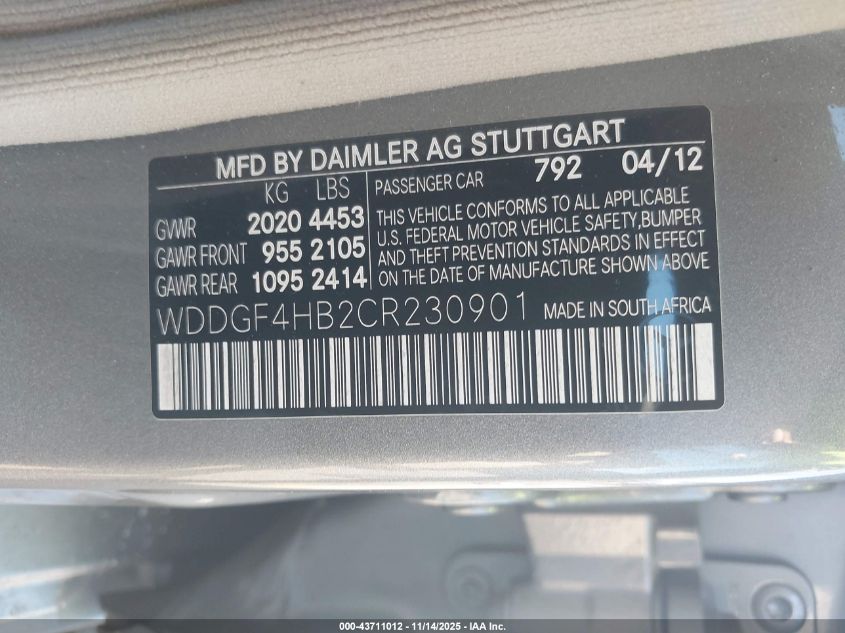 MFD BY DAIMLER AG STUTTGART
KG LBS PASSENGER CAR 792 04/12
GVWR 2020 4453
GAWR FRONT 955 2105
GAWR REAR 1095 2414
THIS VEHICLE CONFORMS TO ALL APPLICABLE
U.S. FEDERAL MOTOR VEHICLE SAFETY,BUMPER
AND THEFT PREVENTION STANDARDS IN EFFECT
ON THE DATE OF MANUFACTURE SHOWN ABOVE
WDDGF4HB2CR230901 MADE IN SOUTH AFRICA
000-43711012 - 11/14/2025 - IAA Inc.